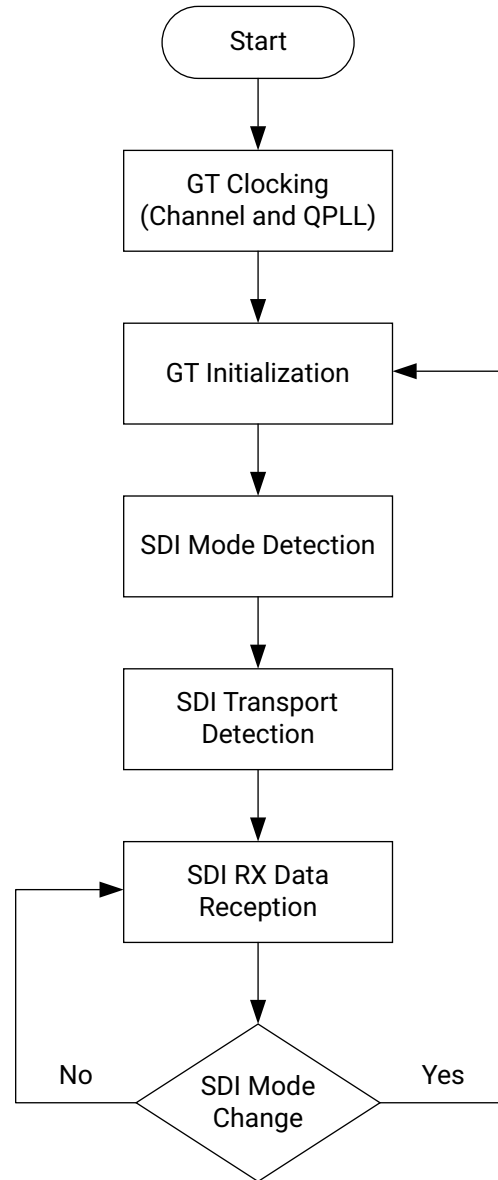 Start
GT Clocking
(Channel and QPLL)
GT Initialization
SDI Mode Detection
SDI Transport
Detection
SDI RX Data
Reception
No
SDI Mode
Change
Yes